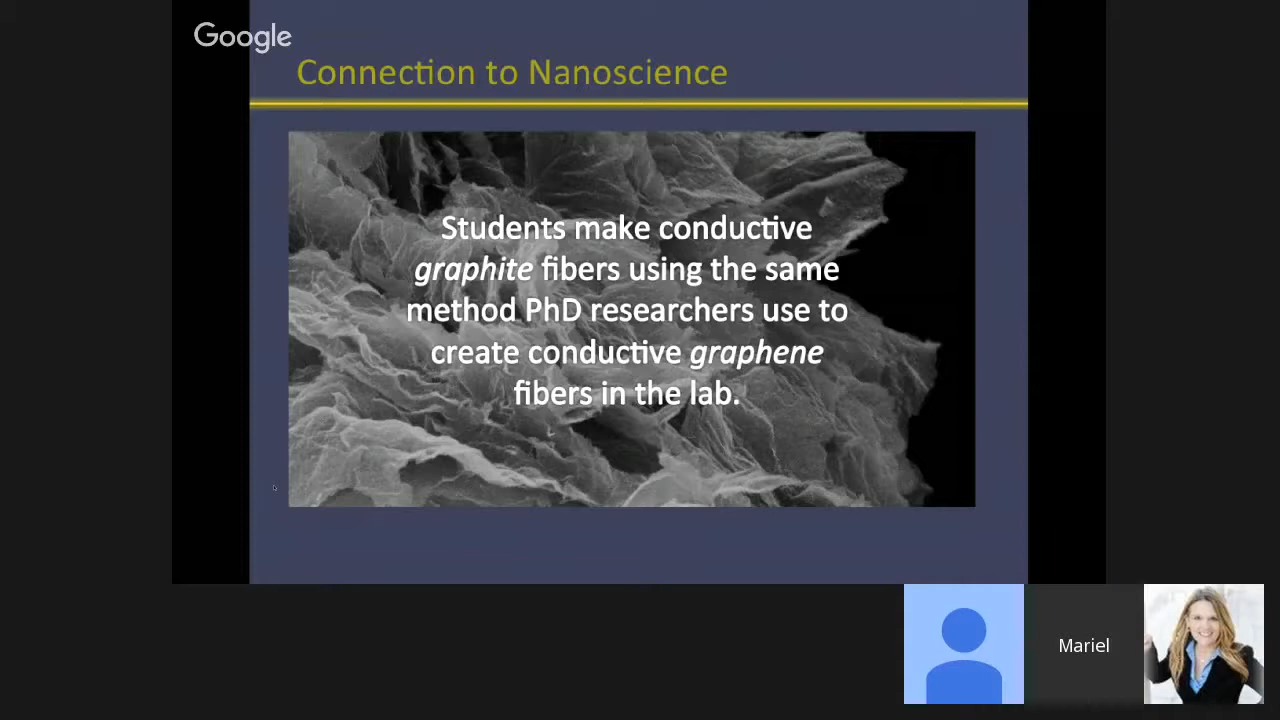 Google
Connection to Nanoscience
Students make conductive
graphite fibers using the same
method PhD researchers use to
create conductive graphene
fibers in the lab.
Mariel